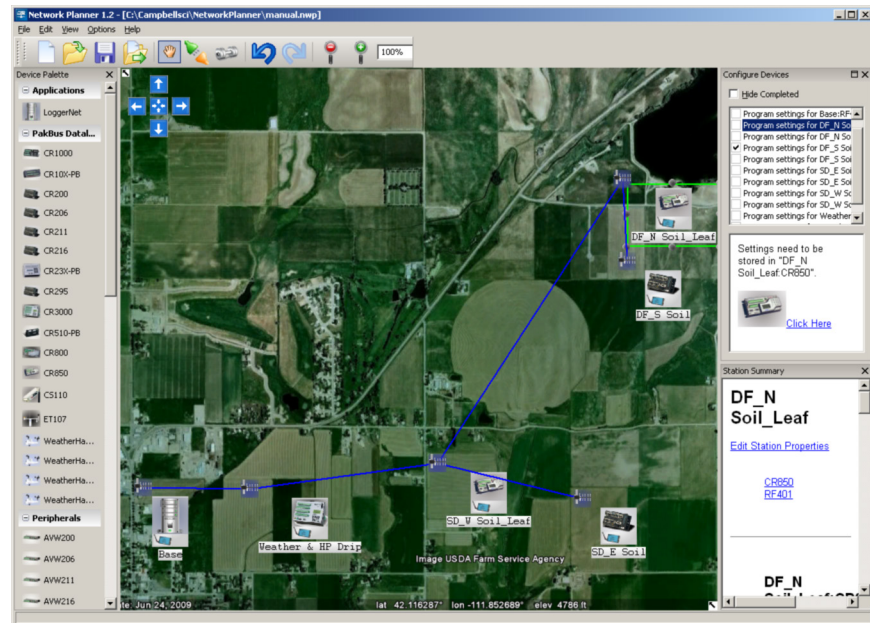 Network Planner 1.2 - [C:\Campbellsci\NetworkPlanner\manual.nwp]
File Edit View Options Help
100%
Device Palette
Applications
LoggerNet
PakBus Datal...
CR1000
CR10X-PB
CR200
CR206
CR211
CR216
CR23X-PB
CR295
CR3000
CR510-PB
CR800
CR850
CS110
ET107
WeatherHa...
WeatherHa...
WeatherHa...
WeatherHa...
Peripherals
AVW200
AVW206
AVW211
AVW216
DF_N Soil_Leaf
DF_S Soil
SD_W Soil_Leaf
Weather & HP Drip
Base
SD_E Soil
Image USDA Farm Service Agency
te: Jun 24, 2009
lat 42.116287° lon -111.852689° elev 4786 ft
Configure Devices
Hide Completed
Program settings for Base:RF
Program settings for DF_N So
Program settings for DF_S Soi
Program settings for DF_S Soi
Program settings for SD_E Soi
Program settings for SD_E Soi
Program settings for SD_W Sc
Program settings for SD_W Sc
Program settings for Weather
Settings need to be
stored in "DF_N
Soil_Leaf:CR850".
Click Here
Station Summary
DF_N
Soil_Leaf
Edit Station Properties
CR850
RF401
DF_N